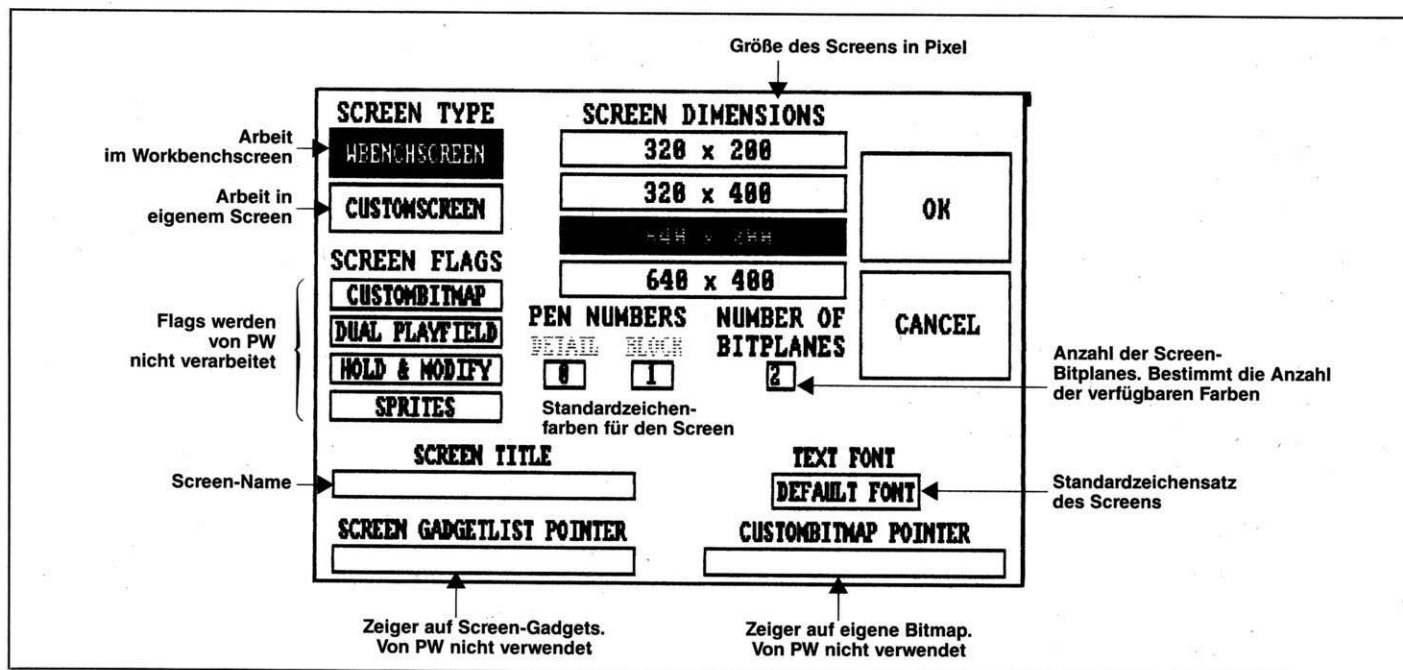 Größe des Screens in Pixel
SCREEN TYPE
SCREEN DIMENSIONS
Arbeit
im Workbenchscreen
WBENCHSCREEN
320 x 200
320 x 400
Arbeit in
eigenem Screen
CUSTOMSCREEN
640 x 200
OK
SCREEN FLAGS
640 x 400
CUSTOMBITMAP
DUAL PLAYFIELD
HOLD & MODIFY
SPRITES
Flags werden
von PW
nicht verarbeitet
PEN NUMBERS
DETAIL BLOCK
0 1
NUMBER OF
BITPLANES
2
CANCEL
Anzahl der Screen-
Bitplanes. Bestimmt die Anzahl
der verfügbaren Farben
Standardzeichen-
farben für den Screen
SCREEN TITLE
Screen-Name
TEXT FONT
DEFAULT FONT
Standardzeichensatz
des Screens
SCREEN GADGETLIST POINTER
CUSTOMBITMAP POINTER
Zeiger auf Screen-Gadgets.
Von PW nicht verwendet
Zeiger auf eigene Bitmap.
Von PW nicht verwendet